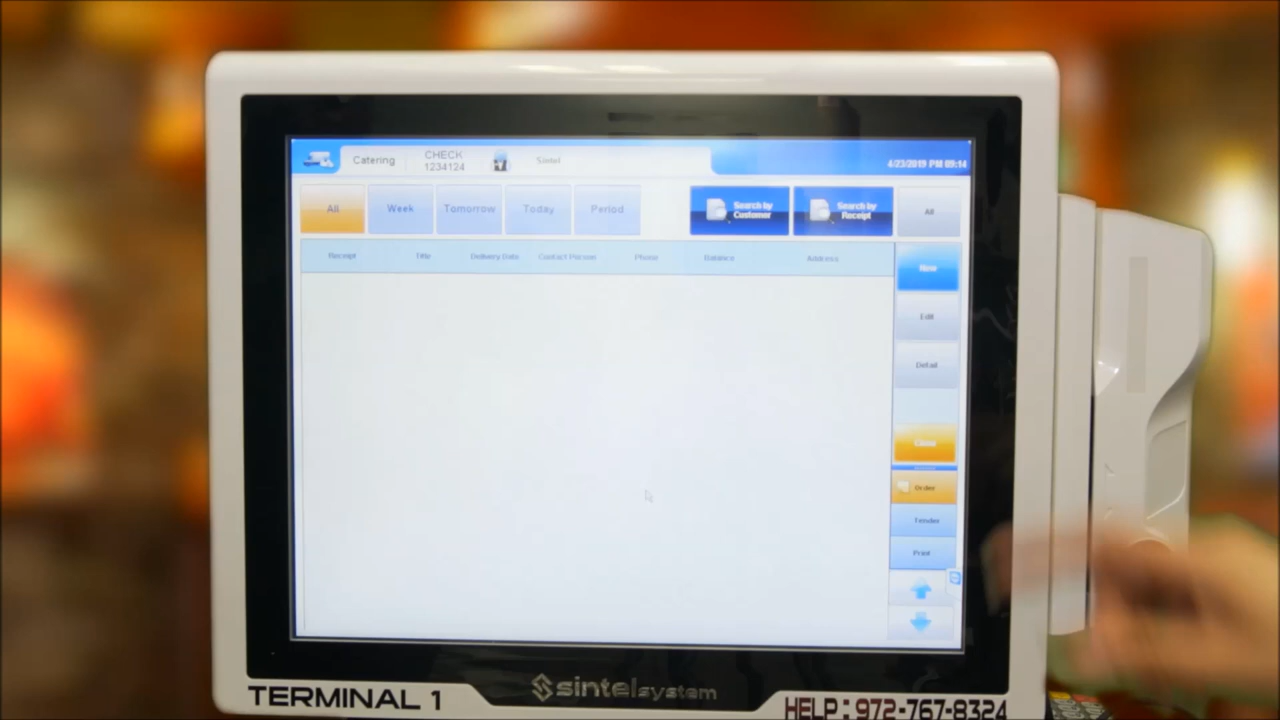 Catering
CHECK
1234124
Sintel
4/23/2019 PM 09:14
All
Week
Tomorrow
Today
Period
Search by
Customer
Search by
Receipt
All
Receipt
Title
Delivery Date
Contact Person
Phone
Balance
Address
New
Edit
Detail
Close
Order
Tender
Print
TERMINAL 1
sintelsystem
HELP : 972-767-8324